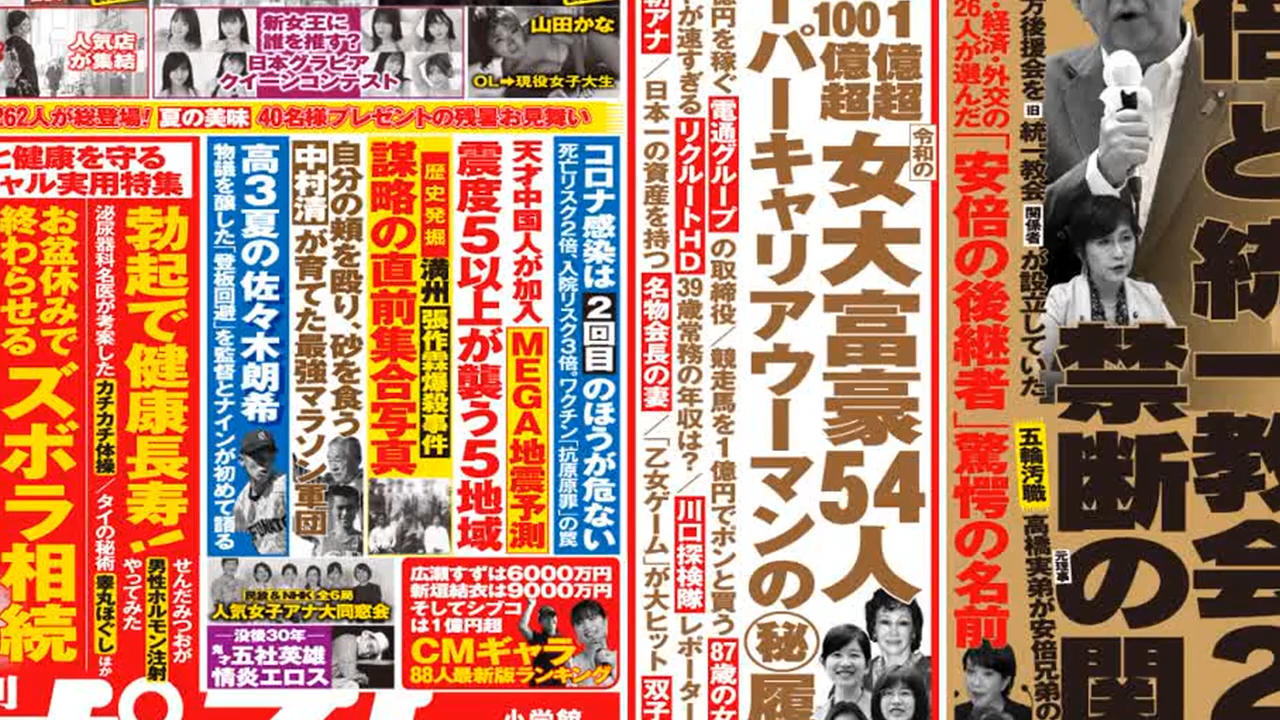 倍と統一教会2
禁断の関
万後援会を旧統一教会関係者が設立していた
五輪汚職
高橋元理事実弟が安倍兄弟の
・経済・外交の
26人が選んだ
「安倍の後継者」驚愕の名前
令和の
1億超
100億超
女大富豪54人
ーパーキャリアウーマンの㊙履
億円を稼ぐ電通グループの取締役／競走馬を1億円でポンと買う87歳の女
が速すぎるリクルートHD39歳常務の年収は?／川口探検隊レポーター
朝アナ／日本一の資産を持つ名物会長の妻／「乙女ゲーム」が大ヒット双子
人気店が集結
新女王に
誰を推す?
日本グラビア
クイーンコンテスト
山田かな
OL➡現役女子大生
262人が総登場!夏の美味40名様プレゼントの残暑お見舞い
コロナ感染は2回目のほうが危ない
死亡リスク2倍、入院リスク3倍。ワクチン「抗原原罪」の罠
天才中国人が加入MEGA地震予測
震度5以上が襲う5地域
歴史発掘
満州 張作霖爆殺事件
謀略の直前集合写真
自分の頬を殴り、砂を食う
中村清が育てた最強マラソン軍団
高3夏の佐々木朗希
物議を醸した「登板回避」を監督とナインが初めて語る
と健康を守る
ャル実用特集
勃起で健康長寿!
泌尿器科名医が考案したカチカチ体操／タイの秘術睾丸ほぐしほか
せんだみつおが
男性ホルモン注射
やってみた
お盆休みで
終わらせる
ズボラ相続
民放&NHK全6局
人気女子アナ大同窓会
没後30年
鬼才五社英雄
情炎エロス
広瀬すずは6000万円
新垣結衣は9000万円
そしてシブコ
は1億円超
CMギャラ
88人最新版ランキング
刊
ポスト
小学館